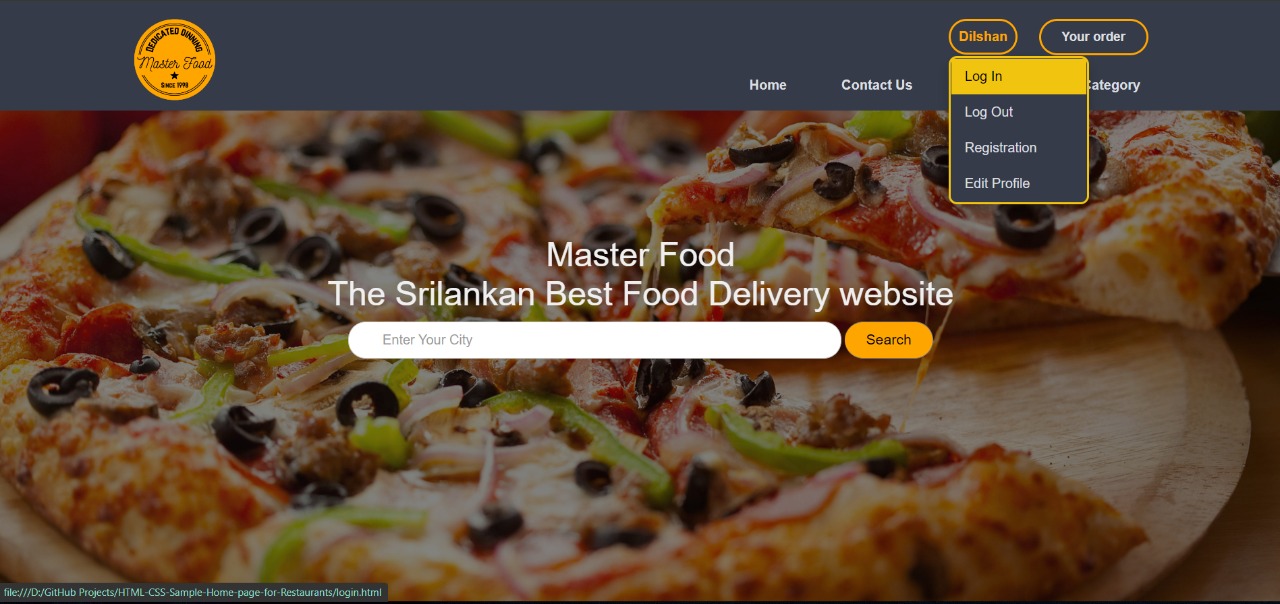 DEDICATED DINNING
Master Food
SINCE 1998
Dilshan
Your order
Home
Contact Us
Category
Log In
Log Out
Registration
Edit Profile
Master Food
The Srilankan Best Food Delivery website
Enter Your City
Search
file:///D:/GitHub Projects/HTML-CSS-Sample-Home-page-for-Restaurants/login.html